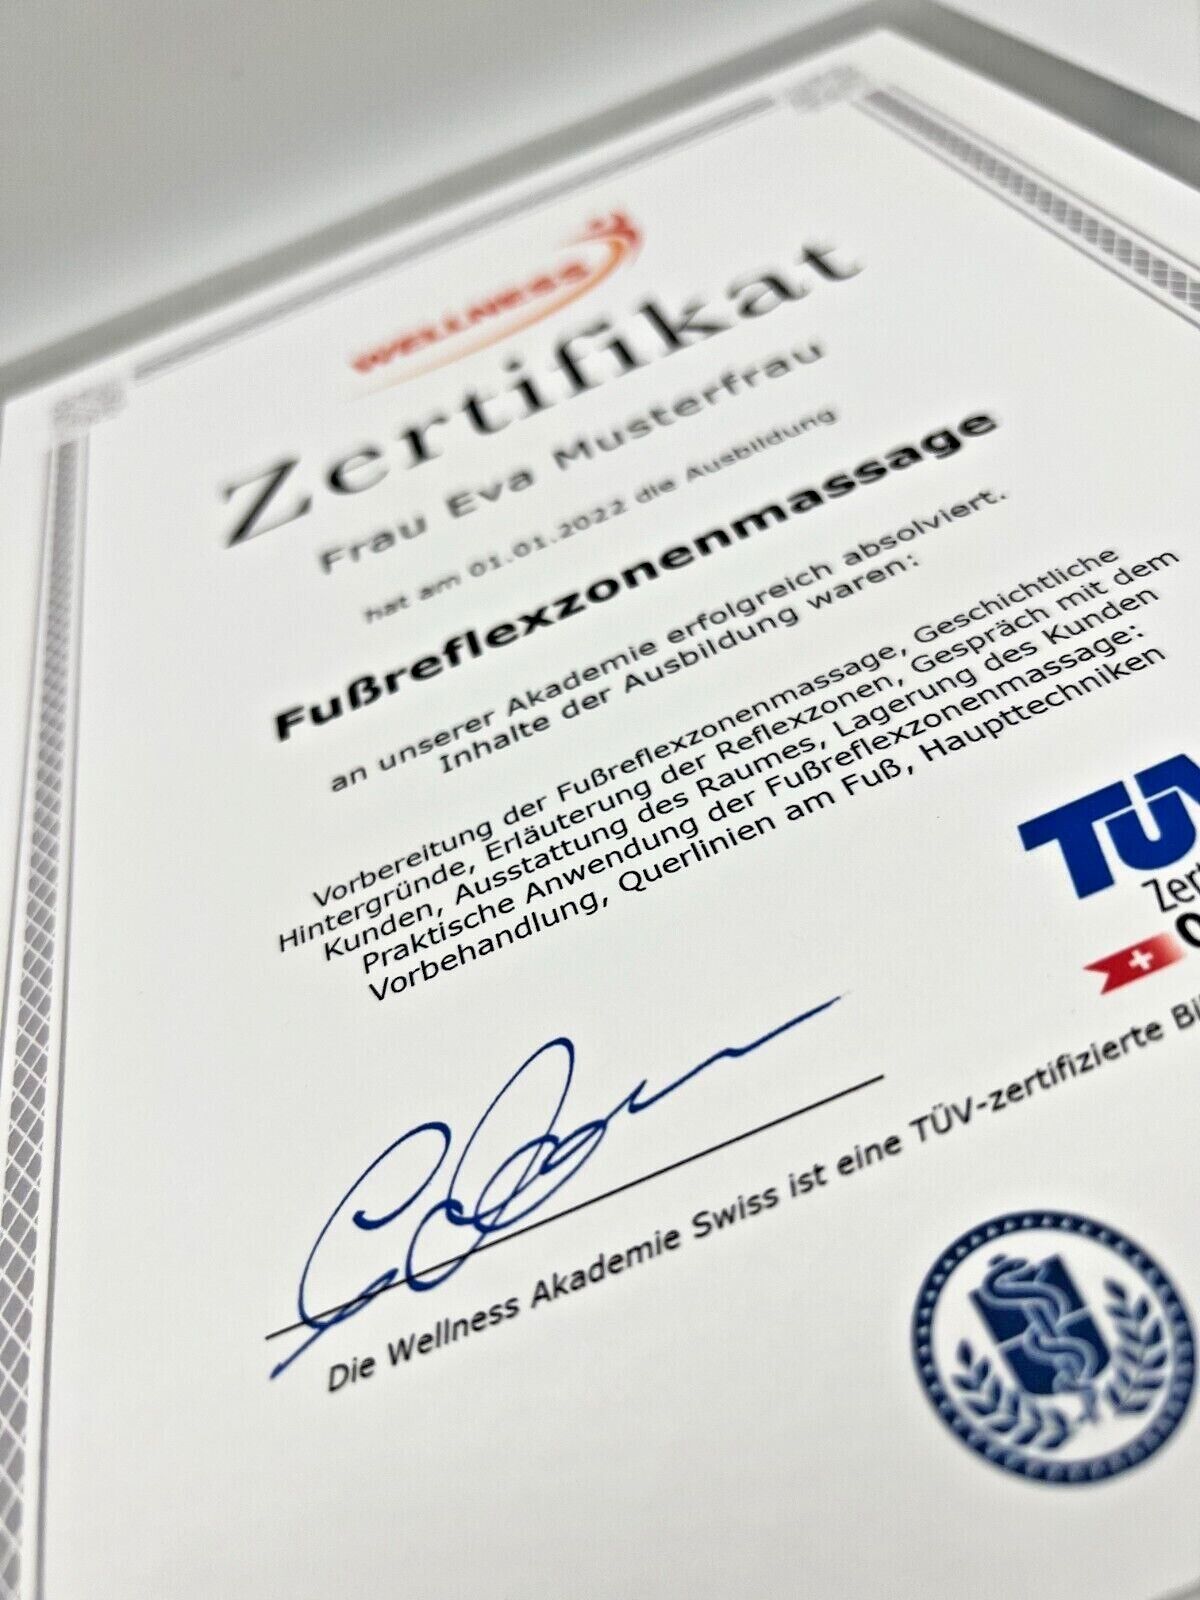 WELLNESS
Zertifikat
Frau Eva Musterfrau
hat am 01.01.2022 die Ausbildung
Fußreflexzonenmassage
an unserer Akademie erfolgreich absolviert.
Inhalte der Ausbildung waren:
Vorbereitung der Fußreflexzonenmassage, Geschichtliche
Hintergründe, Erläuterung der Reflexzonen, Gespräch mit dem
Kunden, Ausstattung des Raumes, Lagerung des Kunden
Praktische Anwendung der Fußreflexzonenmassage:
Vorbehandlung, Querlinien am Fuß, Haupttechniken
TÜV
Zert
Die Wellness Akademie Swiss ist eine TÜV-zertifizierte Bi